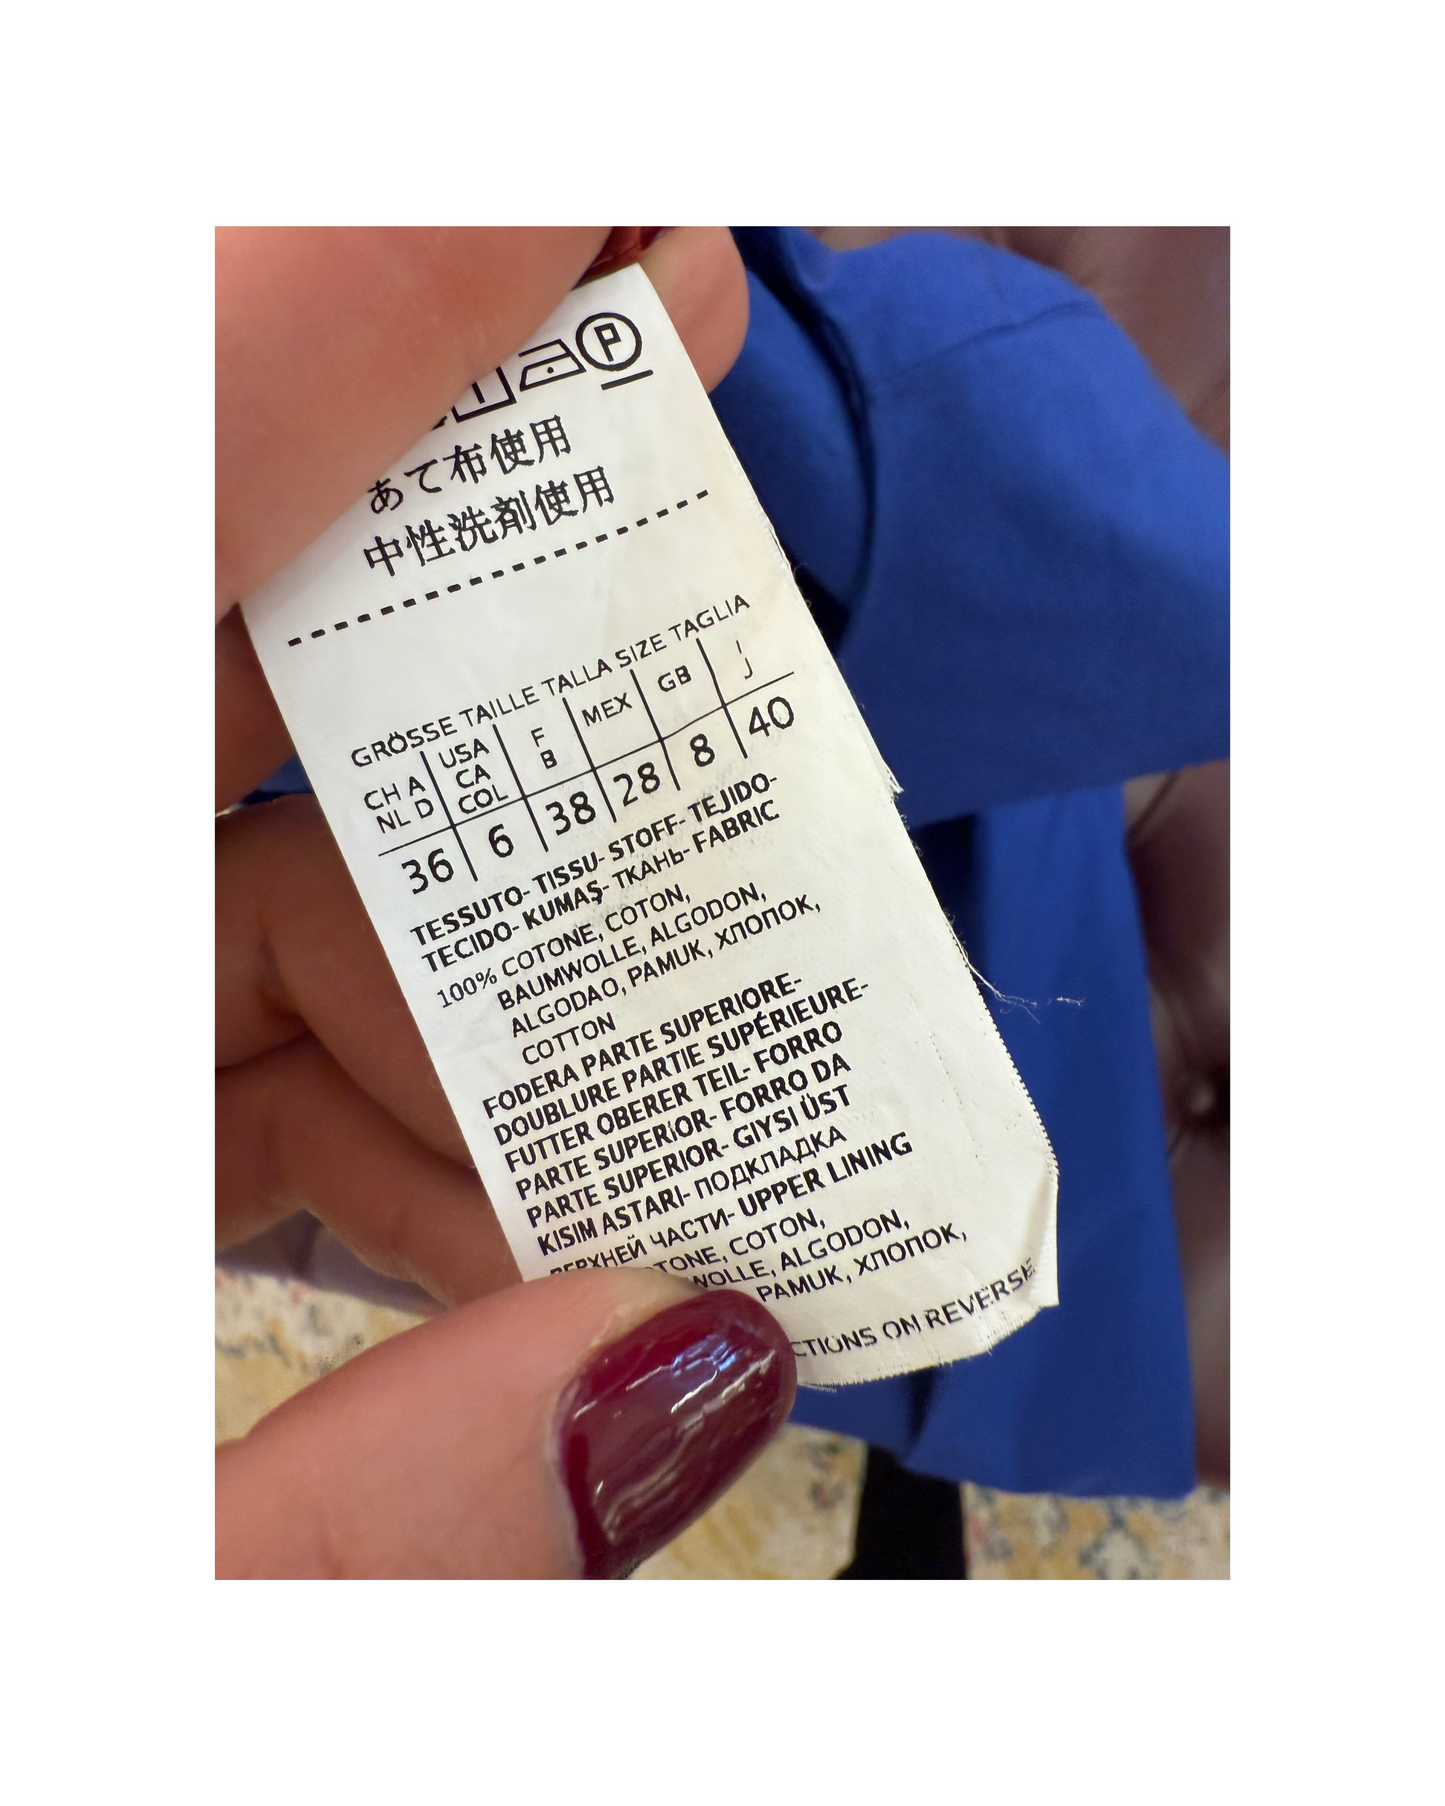 P
あて布使用
中性洗剤使用
GRÖSSE TAILLE TALLA SIZE TAGLIA
CH A NL D USA CA COL F B MEX GB I J
36 6 38 28 8 40
TESSUTO- TISSU- STOFF- TEJIDO-
TECIDO- KUMAŞ- ТКАНЬ- FABRIC
100% COTONE, COTON,
BAUMWOLLE, ALGODON,
ALGODAO, PAMUK, ХЛОПОК,
COTTON
FODERA PARTE SUPERIORE-
DOUBLURE PARTIE SUPÉRIEURE-
FUTTER OBERER TEIL- FORRO
PARTE SUPERIOR- FORRO DA
PARTE SUPERIOR- GIYSI ÜST
KISIM ASTARI- ПОДКЛАДКА
ВЕРХНЕЙ ЧАСТИ- UPPER LINING
TONE, COTON,
WOLLE, ALGODON,
PAMUK, ХЛОПОК,
CTIONS ON REVERSE